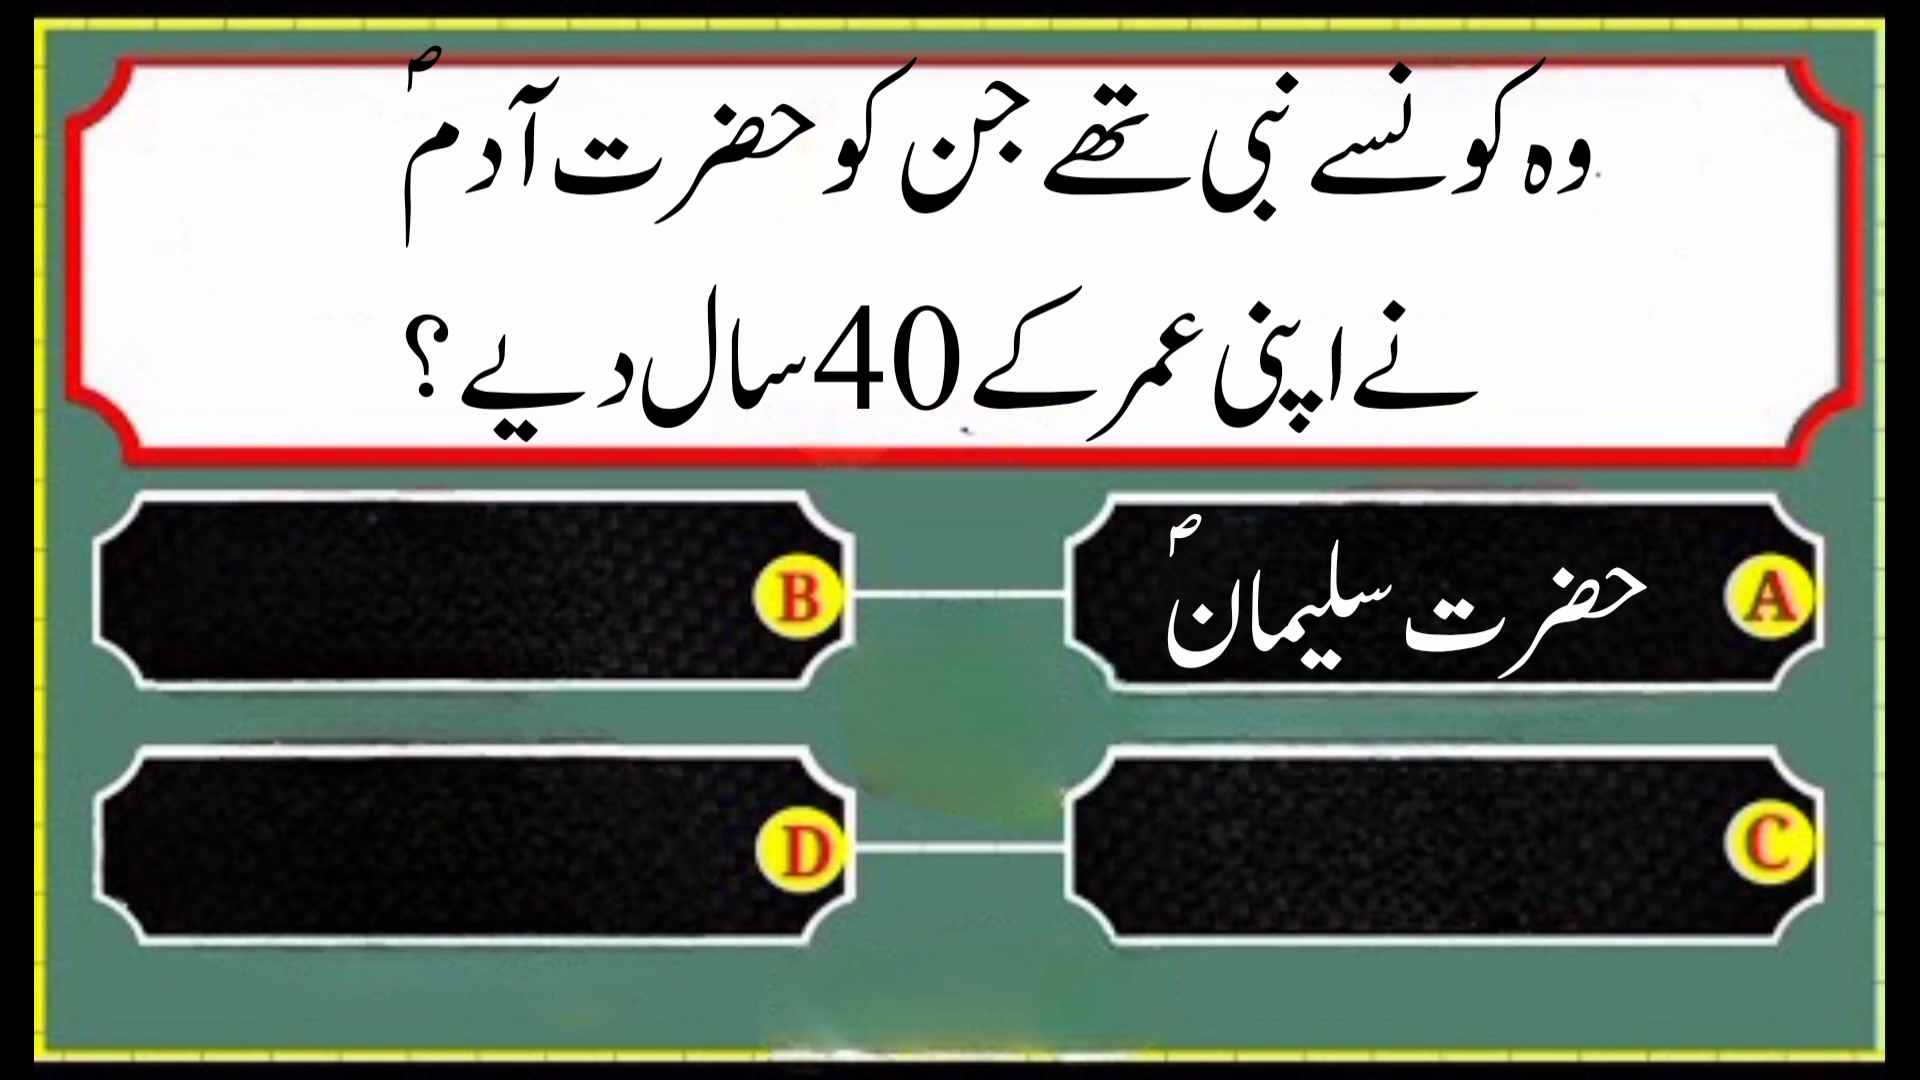 وہ کونسے نبی تھے جن کو حضرت آدمؐ
نے اپنی عمر کے 40 سال دیے ؟
A حضرت سلیمانؐ
B
C
D